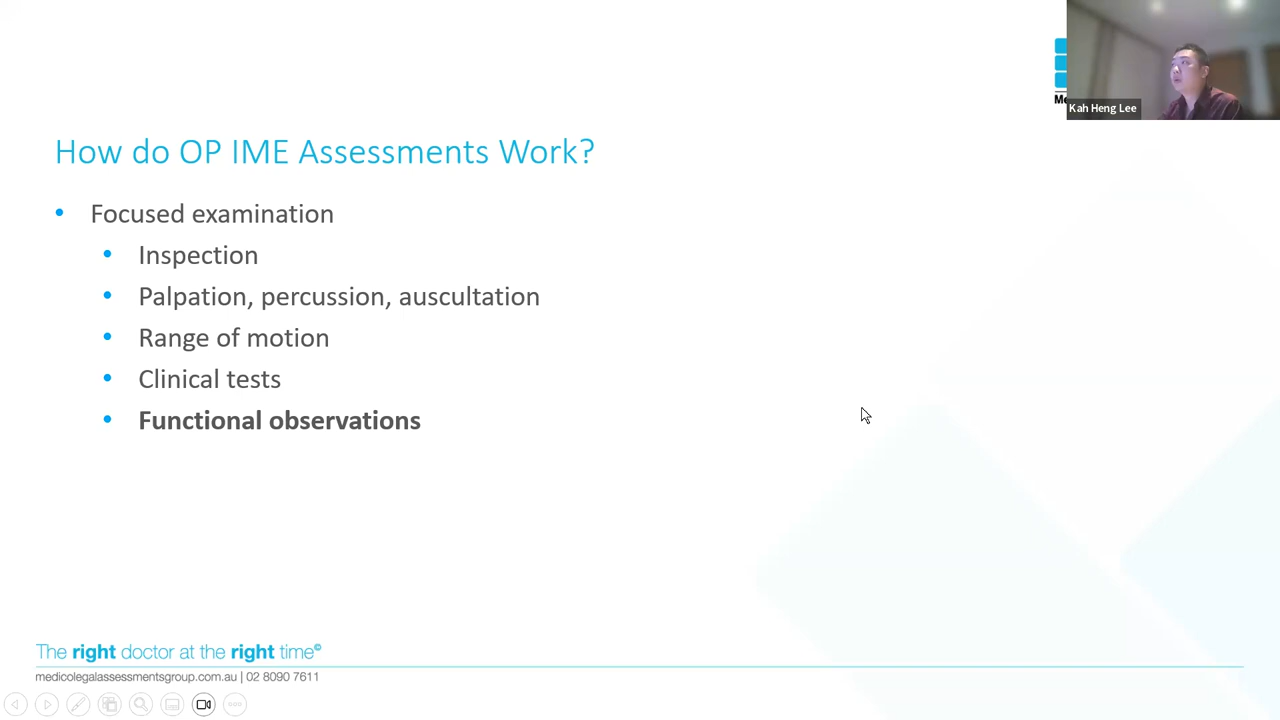 Kah Heng Lee
How do OP IME Assessments Work?
• Focused examination
• Inspection
• Palpation, percussion, auscultation
• Range of motion
• Clinical tests
• Functional observations
The right doctor at the right time©
medicolegalassessmentsgroup.com.au | 02 8090 7611